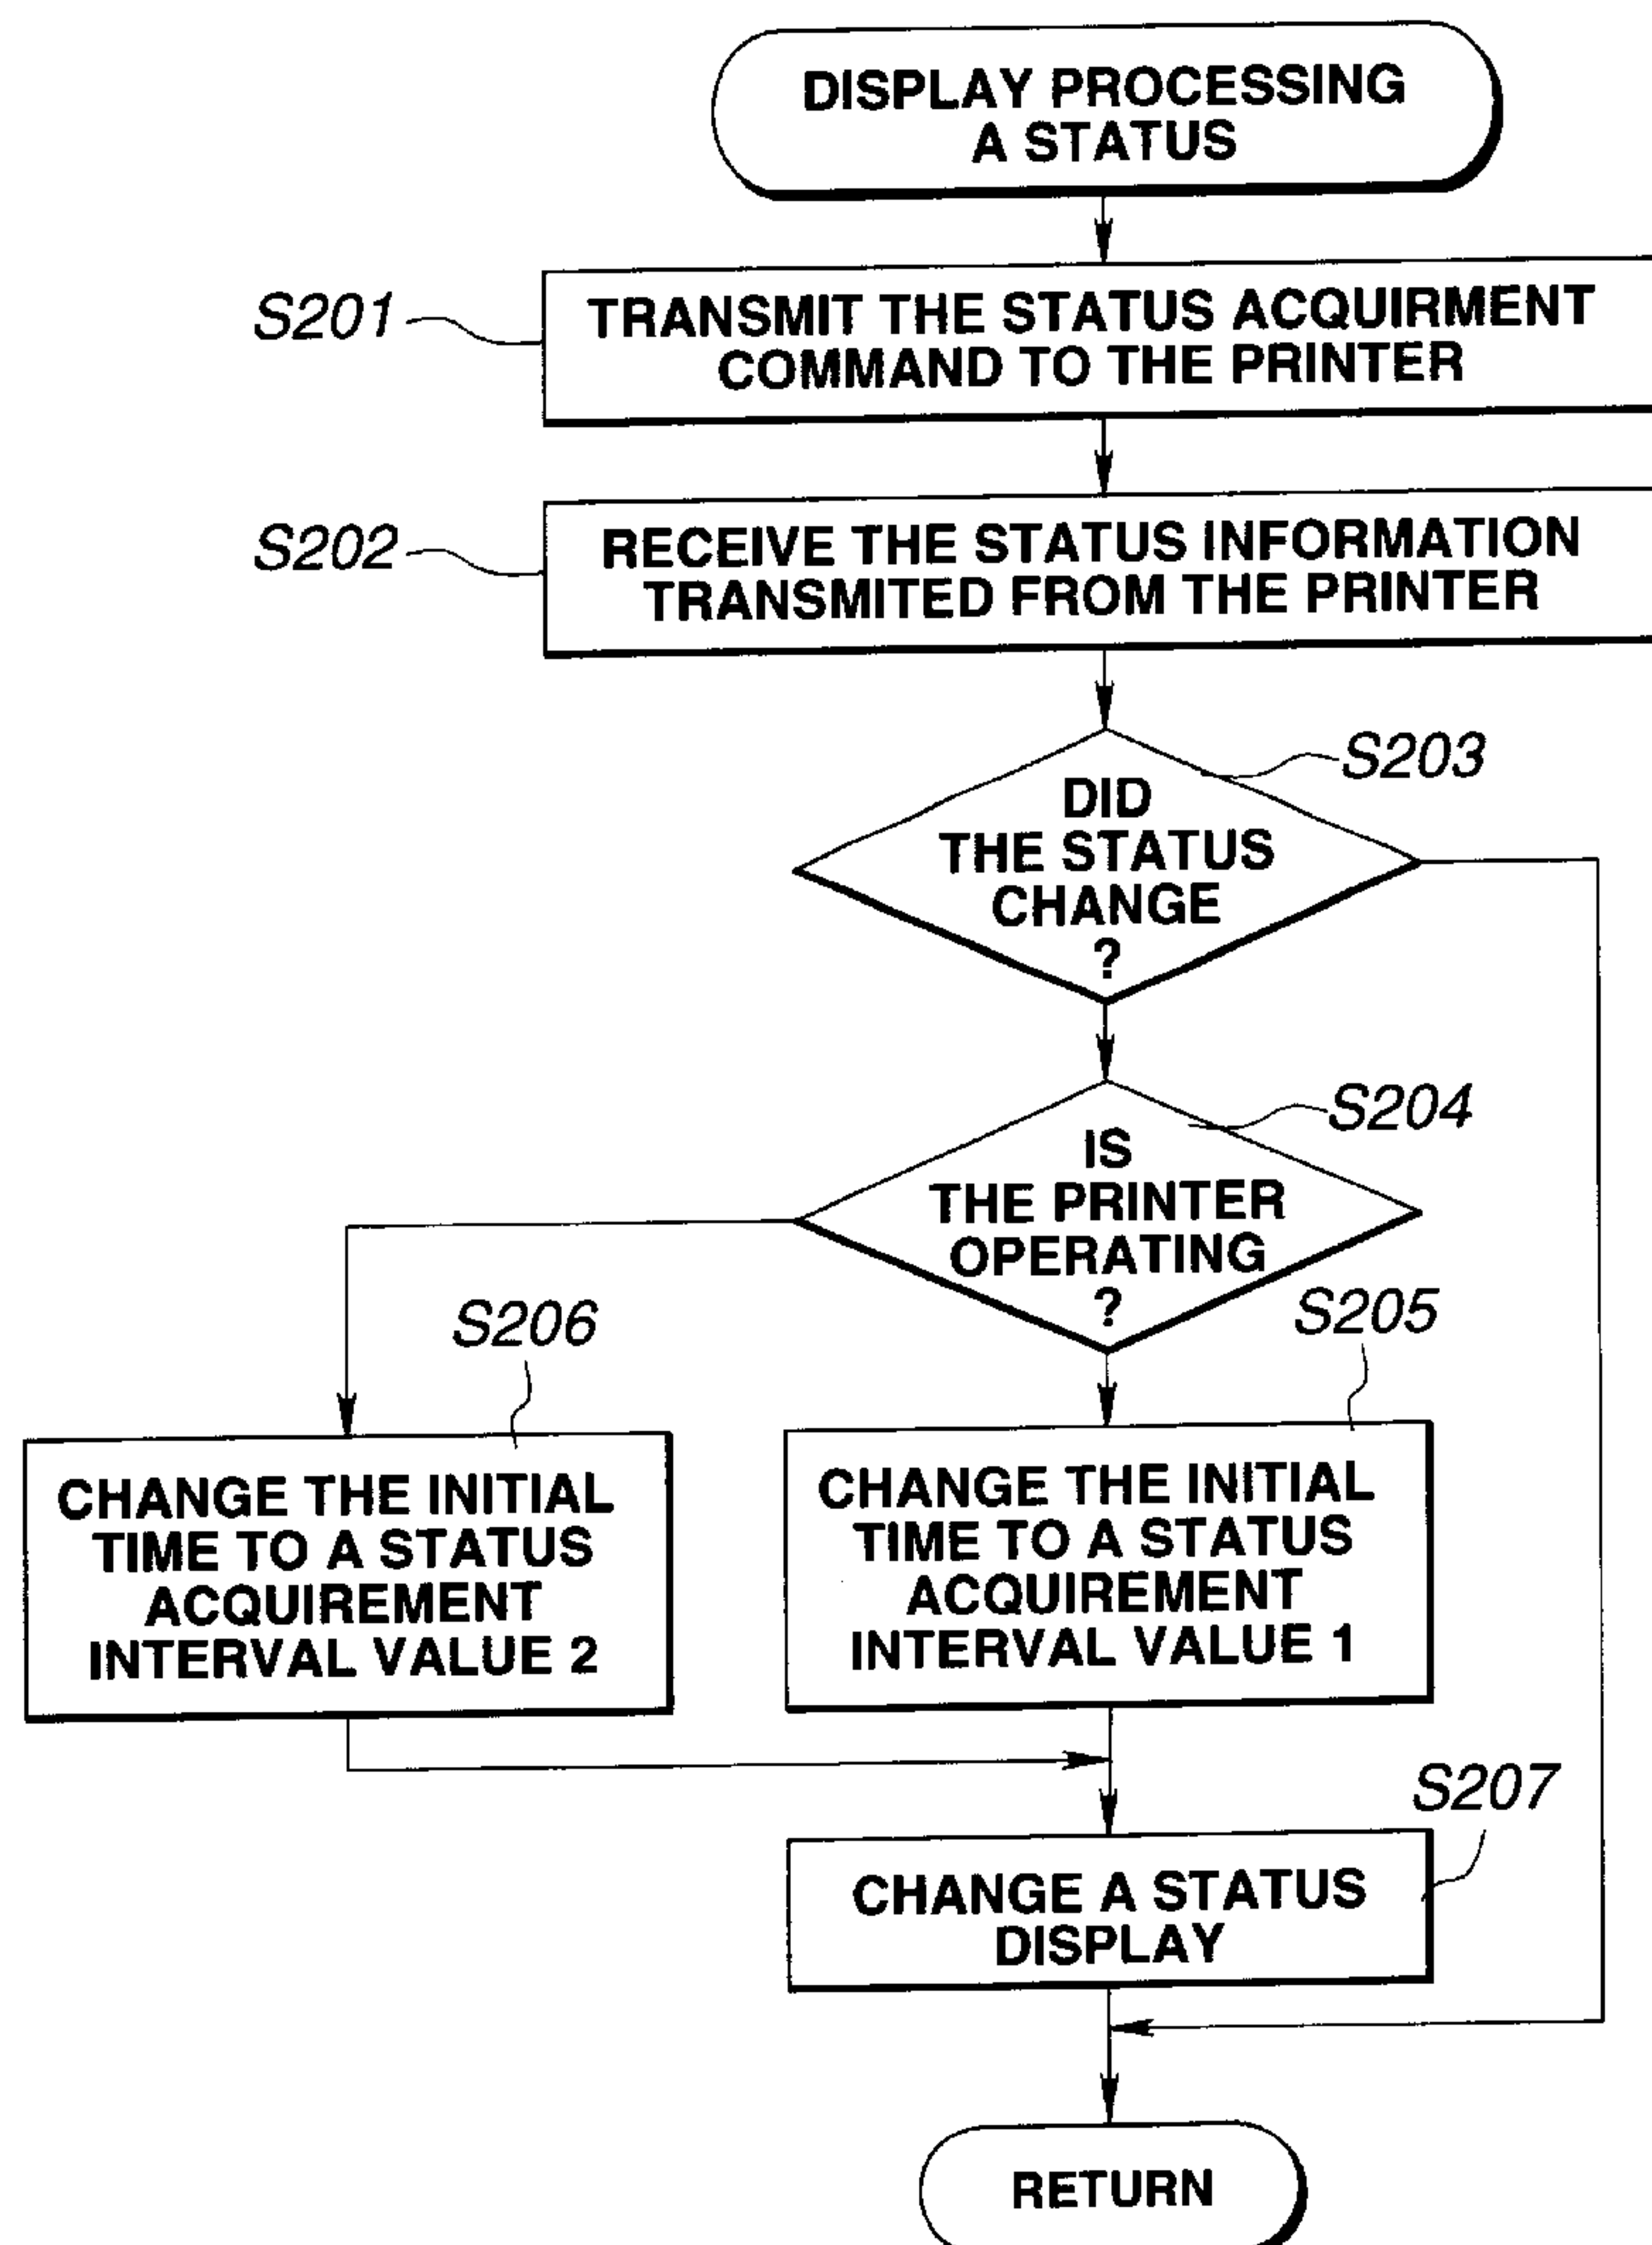 DISPLAY PROCESSING
A STATUS
S201
TRANSMIT THE STATUS ACQUIRMENT
COMMAND TO THE PRINTER
S202
RECEIVE THE STATUS INFORMATION
TRANSMITED FROM THE PRINTER
S203
DID
THE STATUS
CHANGE
?
S204
IS
THE PRINTER
OPERATING
?
S206
CHANGE THE INITIAL
TIME TO A STATUS
ACQUIREMENT
INTERVAL VALUE 2
S205
CHANGE THE INITIAL
TIME TO A STATUS
ACQUIREMENT
INTERVAL VALUE 1
S207
CHANGE A STATUS
DISPLAY
RETURN